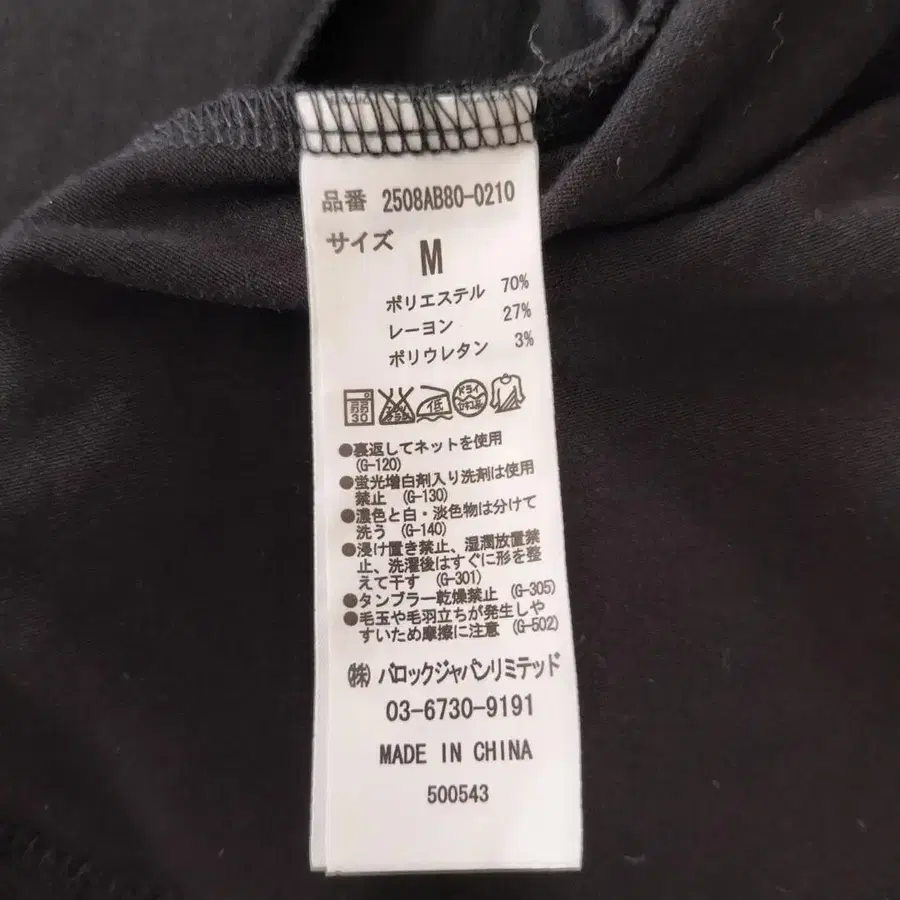 品番 2508AB80-0210
サイズ
M
ポリエステル 70%
レーヨン 27%
ポリウレタン 3%
弱 30 低 ドライ
●裏返してネットを使用
(G-120)
●蛍光増白剤入り洗剤は使用
禁止 (G-130)
●濃色と白・淡色物は分けて
洗う (G-140)
●浸け置き禁止、湿潤放置禁
止、洗濯後はすぐに形を整
えて干す (G-301)
●タンブラー乾燥禁止 (G-305)
●毛玉や毛羽立ちが発生しや
すいため摩擦に注意 (G-502)
㈱ バロックジャパンリミテッド
03-6730-9191
MADE IN CHINA
500543